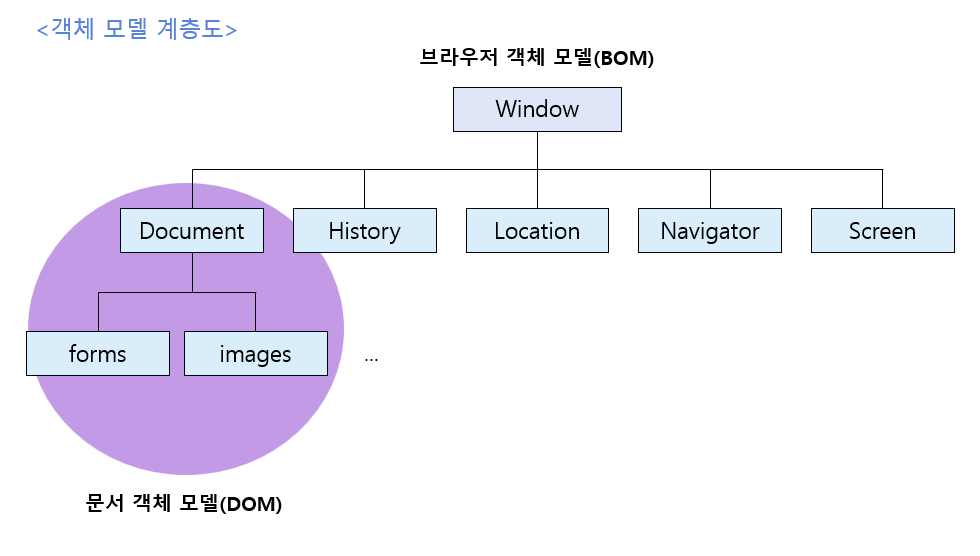 <객체 모델 계층도>
브라우저 객체 모델(BOM)
Window
Document
History
Location
Navigator
Screen
forms
images
...
문서 객체 모델(DOM)